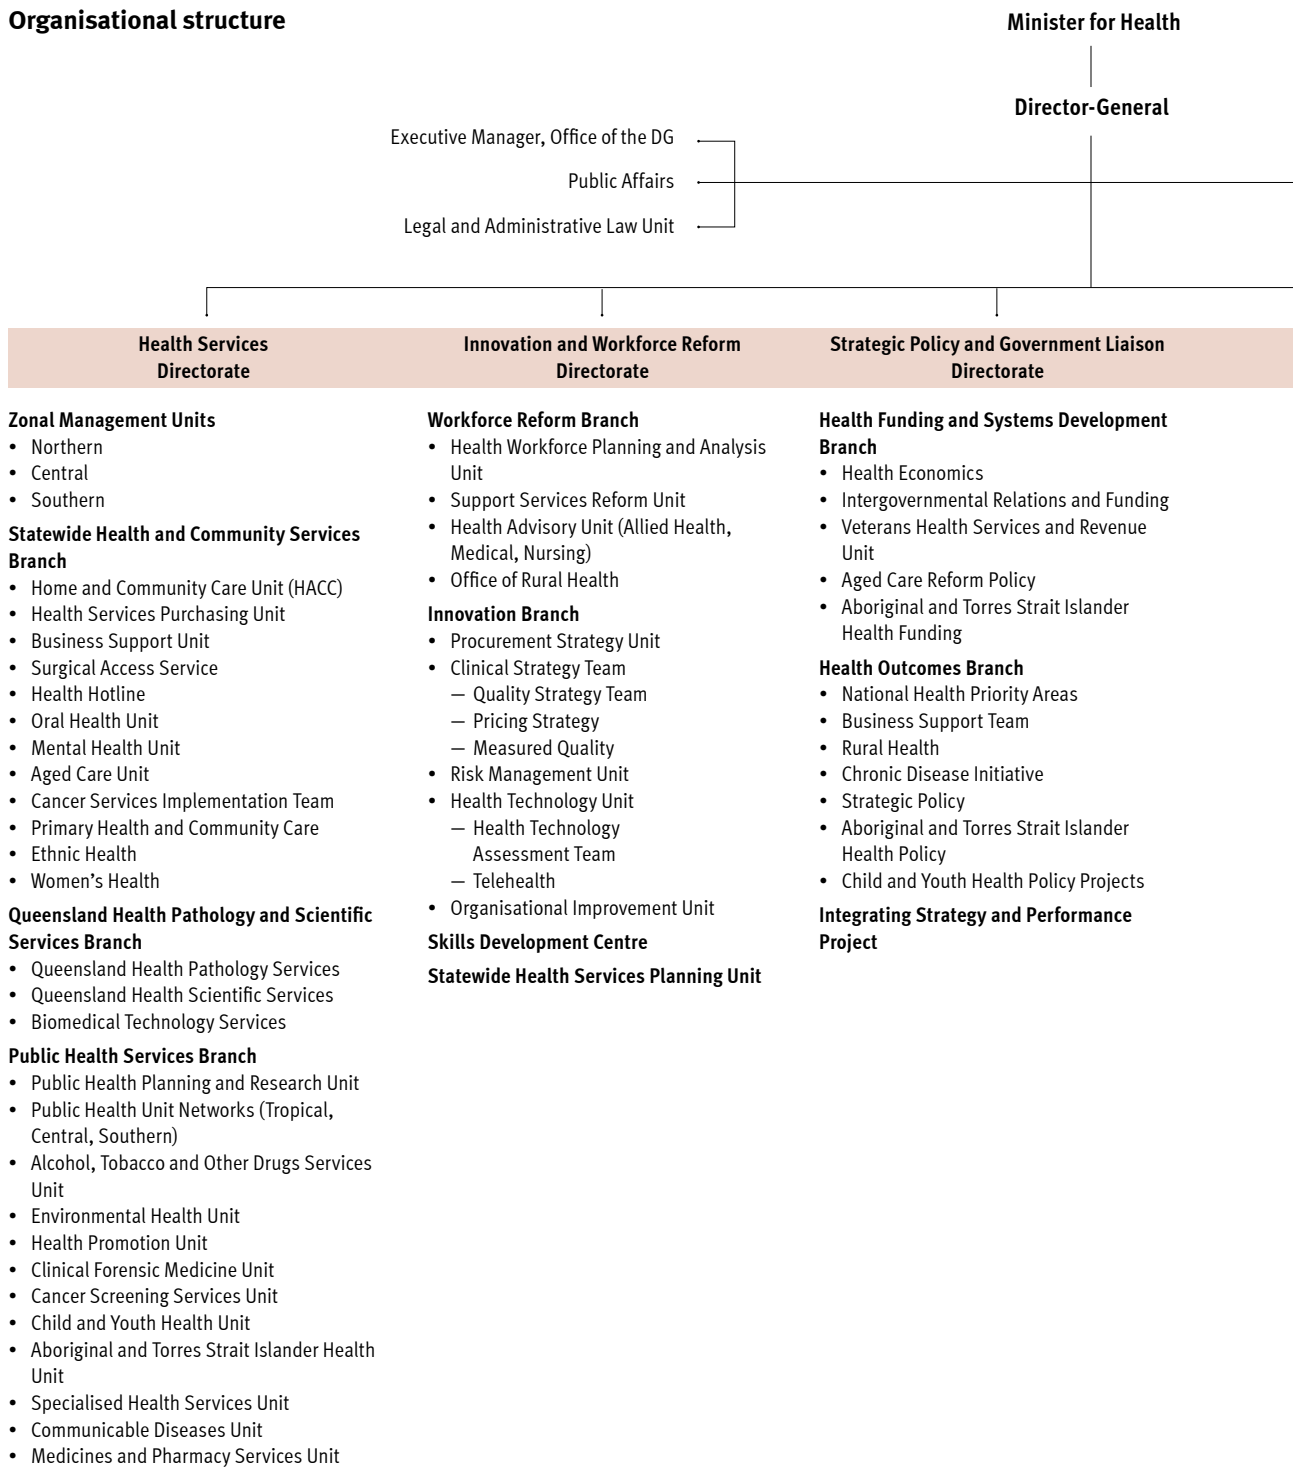 Organisational structure
Minister for Health
Director-General
Executive Manager, Office of the DG
Public Affairs
Legal and Administrative Law Unit
Health Services
Directorate
Zonal Management Units
• Northern
• Central
• Southern
Statewide Health and Community Services
Branch
• Home and Community Care Unit (HACC)
• Health Services Purchasing Unit
• Business Support Unit
• Surgical Access Service
• Health Hotline
• Oral Health Unit
• Mental Health Unit
• Aged Care Unit
• Cancer Services Implementation Team
• Primary Health and Community Care
• Ethnic Health
• Women's Health
Queensland Health Pathology and Scientific
Services Branch
• Queensland Health Pathology Services
• Queensland Health Scientific Services
• Biomedical Technology Services
Public Health Services Branch
• Public Health Planning and Research Unit
• Public Health Unit Networks (Tropical,
Central, Southern)
• Alcohol, Tobacco and Other Drugs Services
Unit
• Environmental Health Unit
• Health Promotion Unit
• Clinical Forensic Medicine Unit
• Cancer Screening Services Unit
• Child and Youth Health Unit
• Aboriginal and Torres Strait Islander Health
Unit
• Specialised Health Services Unit
• Communicable Diseases Unit
• Medicines and Pharmacy Services Unit
Innovation and Workforce Reform
Directorate
Workforce Reform Branch
• Health Workforce Planning and Analysis
Unit
• Support Services Reform Unit
• Health Advisory Unit (Allied Health,
Medical, Nursing)
• Office of Rural Health
Innovation Branch
• Procurement Strategy Unit
• Clinical Strategy Team
— Quality Strategy Team
— Pricing Strategy
— Measured Quality
• Risk Management Unit
• Health Technology Unit
— Health Technology
Assessment Team
— Telehealth
• Organisational Improvement Unit
Skills Development Centre
Statewide Health Services Planning Unit
Strategic Policy and Government Liaison
Directorate
Health Funding and Systems Development
Branch
• Health Economics
• Intergovernmental Relations and Funding
• Veterans Health Services and Revenue
Unit
• Aged Care Reform Policy
• Aboriginal and Torres Strait Islander
Health Funding
Health Outcomes Branch
• National Health Priority Areas
• Business Support Team
• Rural Health
• Chronic Disease Initiative
• Strategic Policy
• Aboriginal and Torres Strait Islander
Health Policy
• Child and Youth Health Policy Projects
Integrating Strategy and Performance
Project